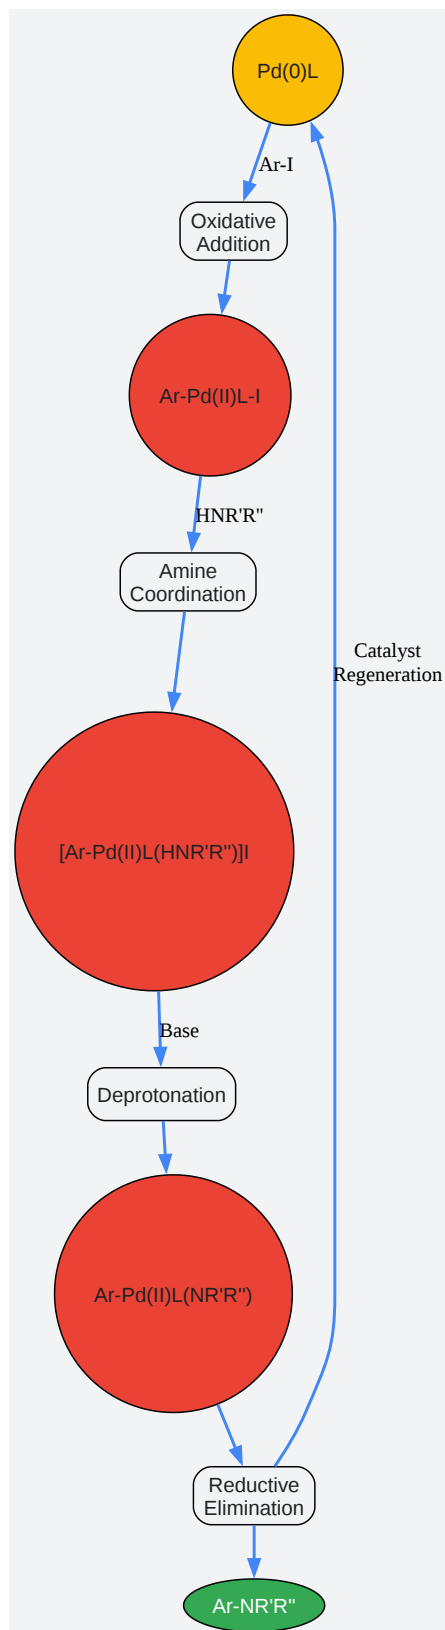 Pd(0)L
Ar-I
Oxidative
Addition
Ar-Pd(II)L-I
HNR'R"
Amine
Coordination
Catalyst
Regeneration
[Ar-Pd(II)L(HNR'R")]I
Base
Deprotonation
Ar-Pd(II)L(NR'R")
Reductive
Elimination
Ar-NR'R"